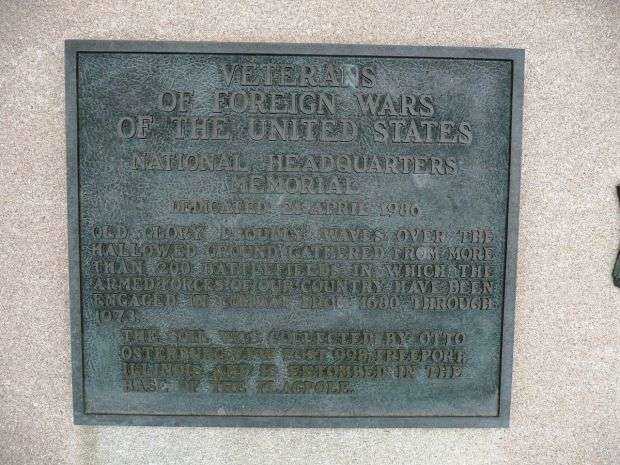 VETERANS
OF FOREIGN WARS
OF THE UNITED STATES
NATIONAL HEADQUARTERS
MEMORIAL
DEDICATED 24 APRIL 1986
OLD GLORY PROUDLY WAVES OVER THE
HALLOWED GROUND GATHERED FROM MORE
THAN 200 BATTLEFIELDS IN WHICH THE
ARMED FORCES OF OUR COUNTRY HAVE BEEN
ENGAGED IN COMBAT FROM 1680 THROUGH
1973.
THE SOIL WAS COLLECTED BY OTTO
POST 998, FREEPORT,
ILLINOIS AND IS ENTOMBED IN THE
BASE OF THE FLAGPOLE.